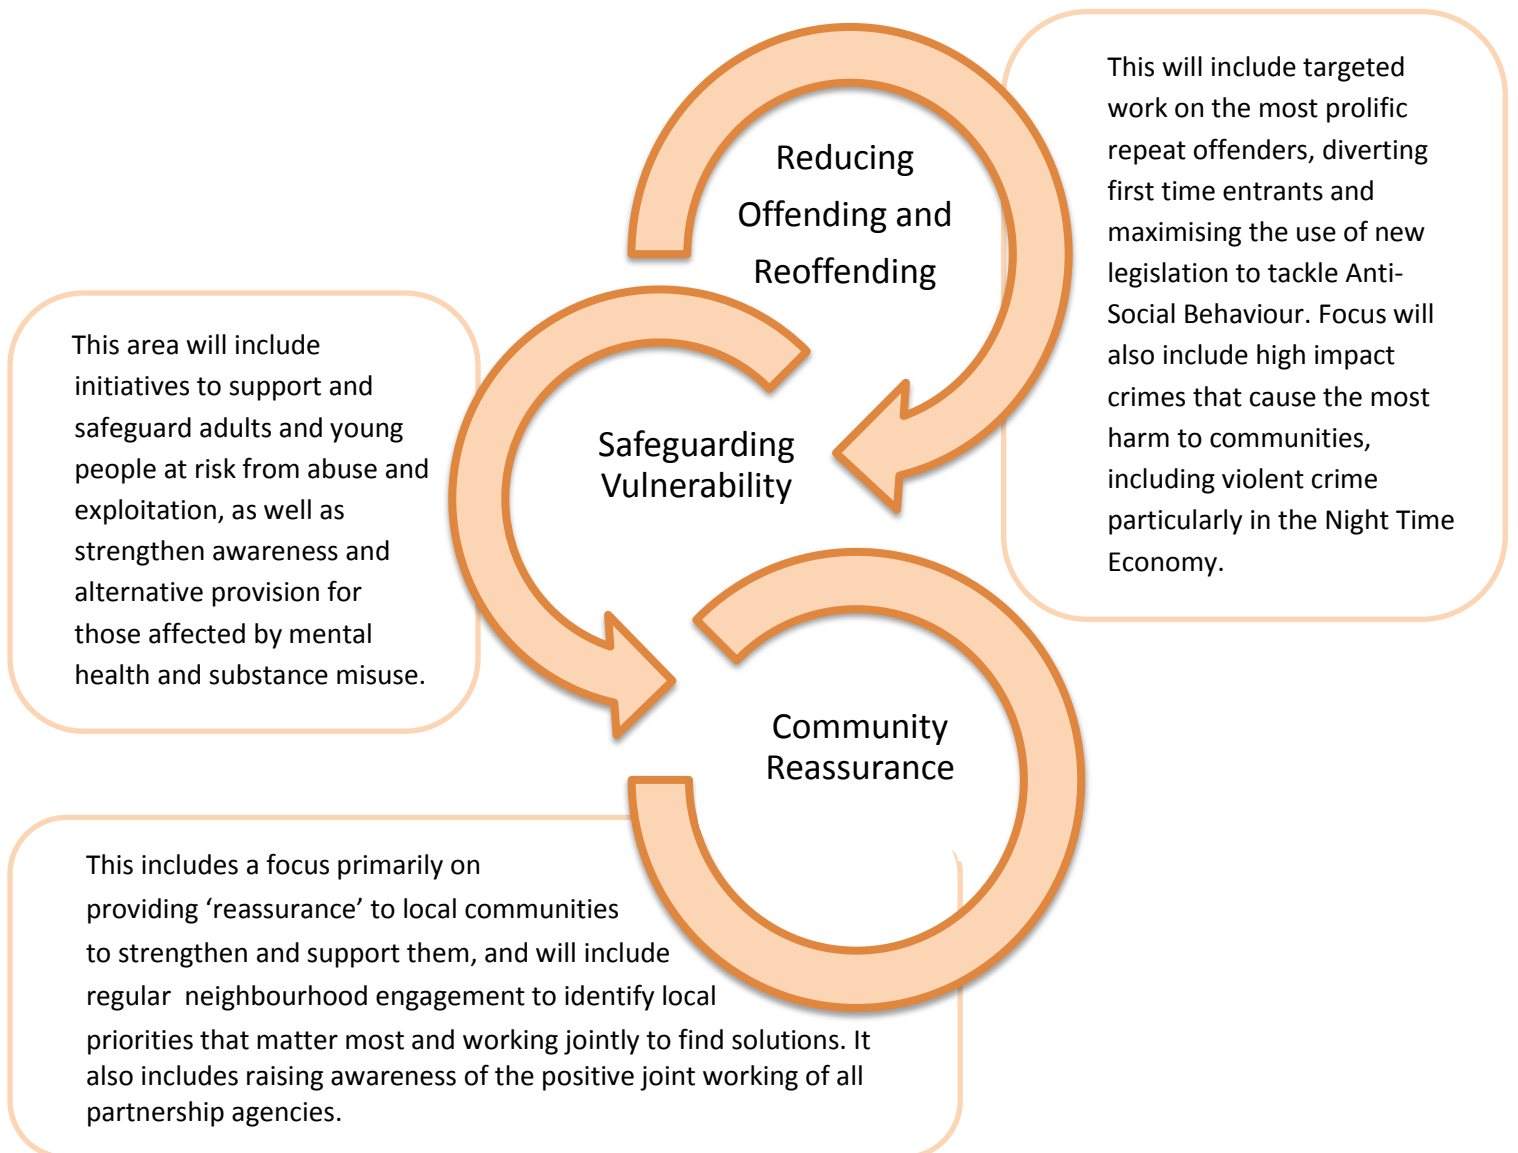 Reducing
Offending and
Reoffending
This will include targeted
work on the most prolific
repeat offenders, diverting
first time entrants and
maximising the use of new
legislation to tackle Anti-
Social Behaviour. Focus will
also include high impact
crimes that cause the most
harm to communities,
including violent crime
particularly in the Night Time
Economy.
Safeguarding
Vulnerability
This area will include
initiatives to support and
safeguard adults and young
people at risk from abuse and
exploitation, as well as
strengthen awareness and
alternative provision for
those affected by mental
health and substance misuse.
Community
Reassurance
This includes a focus primarily on
providing ‘reassurance’ to local communities
to strengthen and support them, and will include
regular  neighbourhood engagement to identify local
priorities that matter most and working jointly to find solutions. It
also includes raising awareness of the positive joint working of all
partnership agencies.